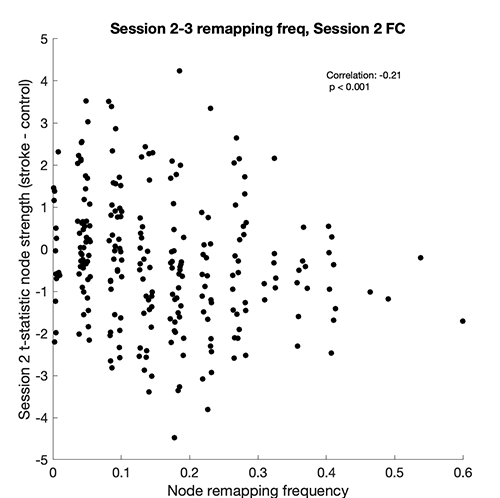 Session 2-3 remapping freq, Session 2 FC
Correlation: -0.21
p < 0.001
Session 2 t-statistic node strength (stroke - control)
5
4
3
2
1
0
-1
-2
-3
-4
-5
0 0.1 0.2 0.3 0.4 0.5 0.6
Node remapping frequency